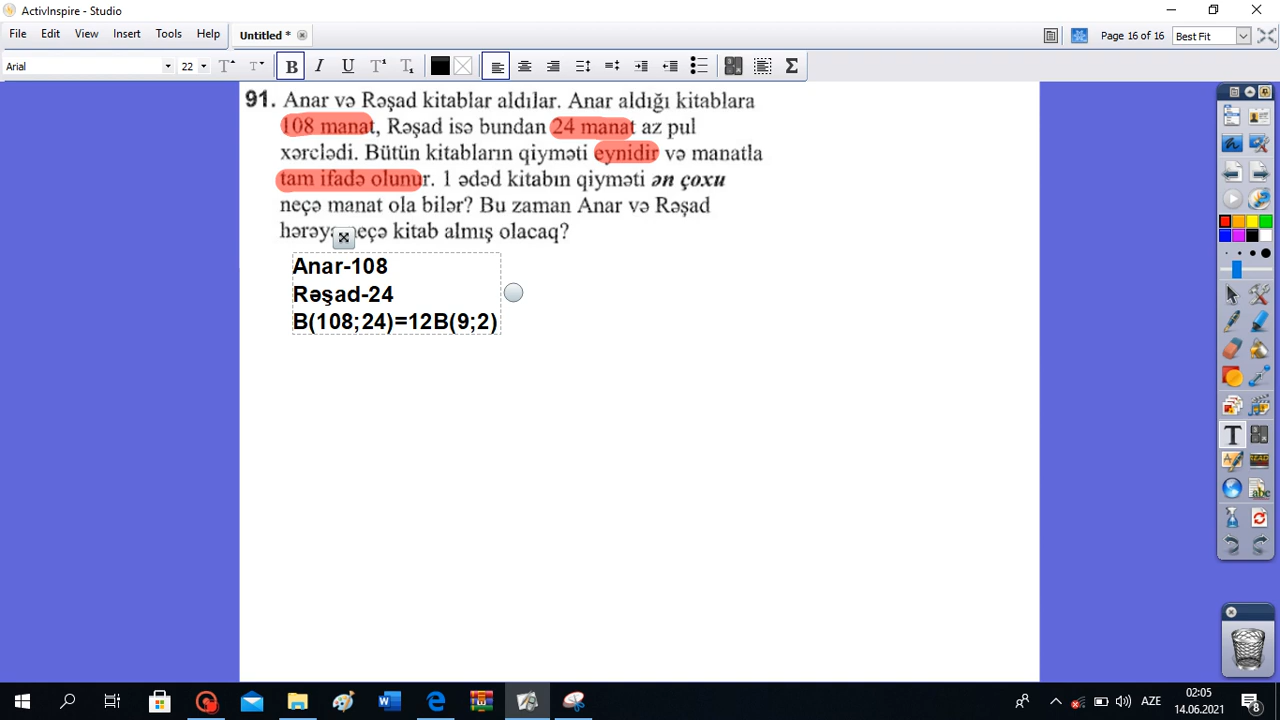 ActivInspire - Studio
File Edit View Insert Tools Help
Untitled *
Page 16 of 16 Best Fit
Arial 22 T T B I U T T
91. Anar və Rəşad kitablar aldılar. Anar aldığı kitablara
108 manat, Rəşad isə bundan 24 manat az pul
xərclədi. Bütün kitabların qiyməti eynidir və manatla
tam ifadə olunur. 1 ədəd kitabın qiyməti ən çoxu
neçə manat ola bilər? Bu zaman Anar və Rəşad
hərəyə neçə kitab almış olacaq?
Anar-108
Rəşad-24
B(108;24)=12B(9;2)
AZE
02:05
14.06.2021
8